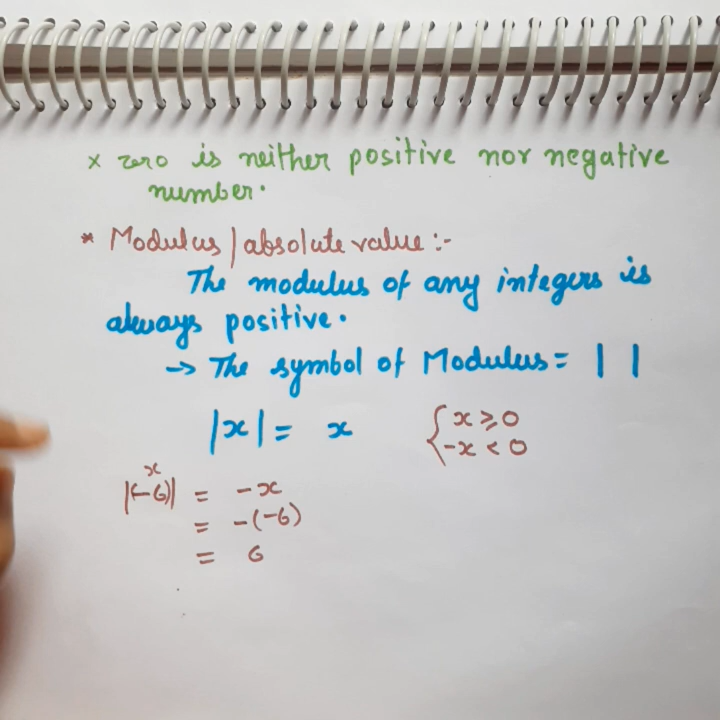 × zero is neither positive nor negative
number.
* Modulus | absolute value :-
The modulus of any integers is
always positive.
→ The symbol of Modulus = | |
|x| = x { x ≥ 0
-x < 0
x
|(-6)| = -x
= -(-6)
= 6